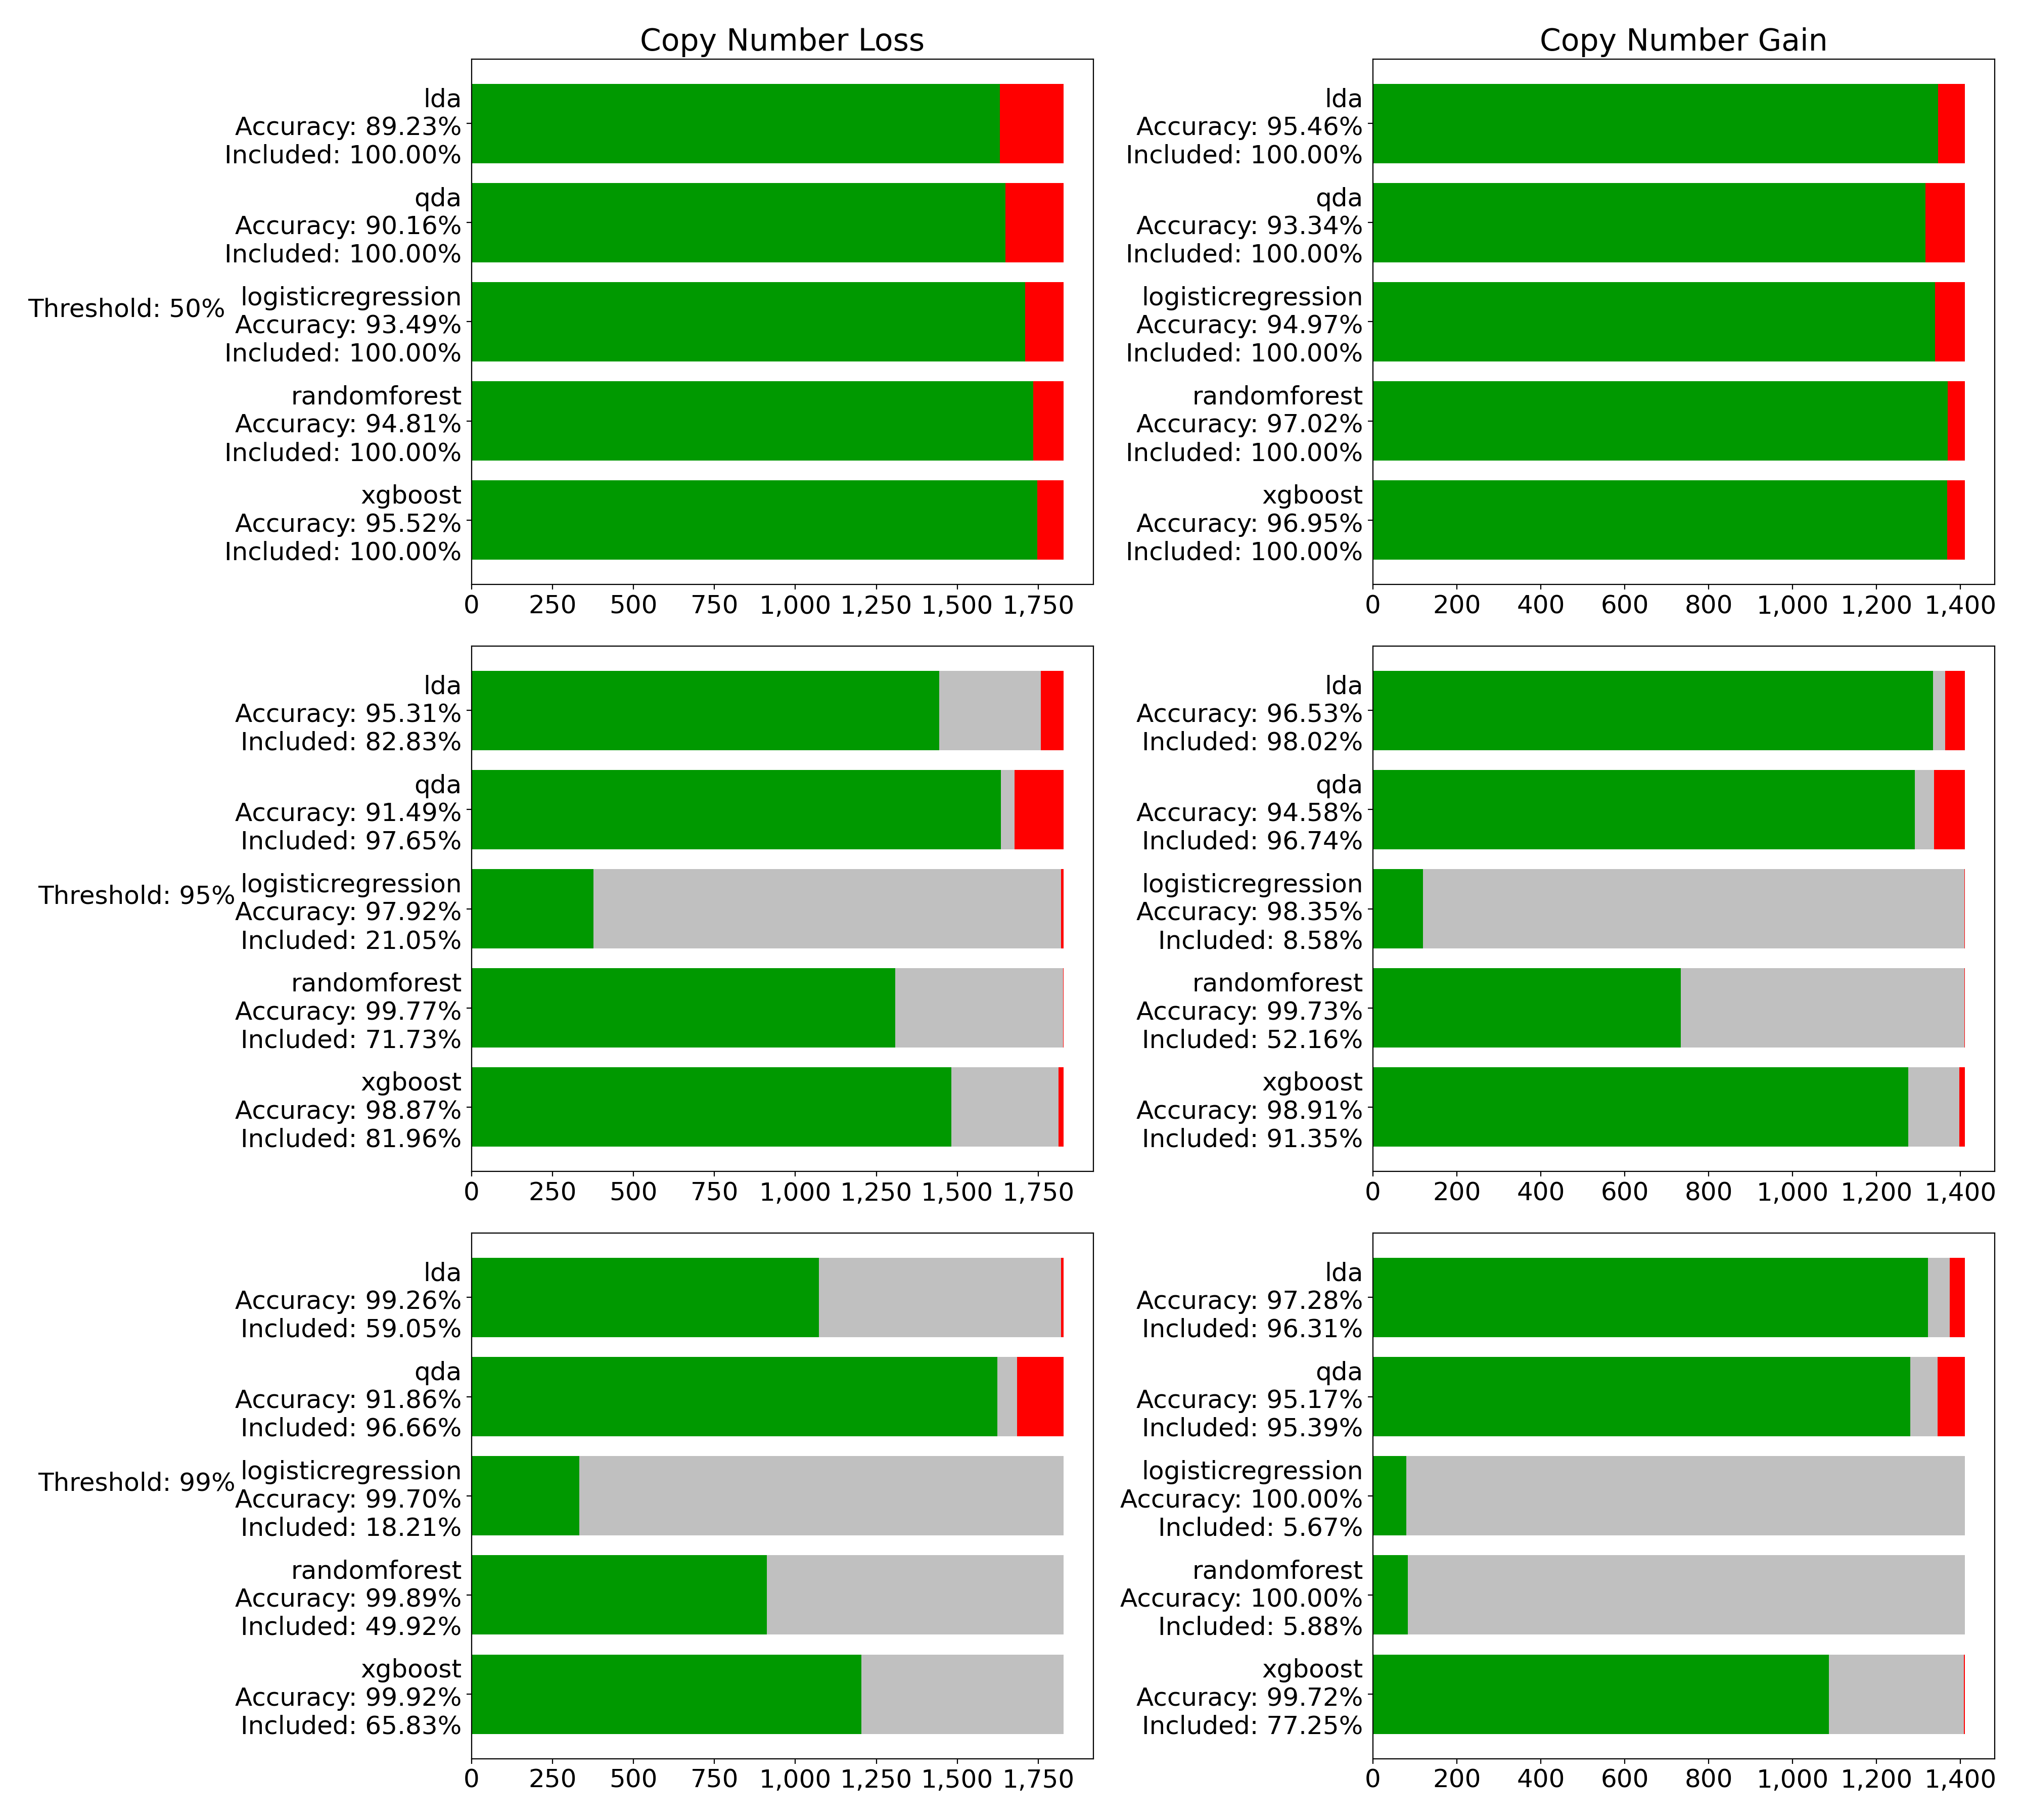 Copy Number Loss
Copy Number Gain
Threshold: 50%
lda
Accuracy: 89.23%
Included: 100.00%
qda
Accuracy: 90.16%
Included: 100.00%
logisticregression
Accuracy: 93.49%
Included: 100.00%
randomforest
Accuracy: 94.81%
Included: 100.00%
xgboost
Accuracy: 95.52%
Included: 100.00%
0 250 500 750 1,000 1,250 1,500 1,750
lda
Accuracy: 95.46%
Included: 100.00%
qda
Accuracy: 93.34%
Included: 100.00%
logisticregression
Accuracy: 94.97%
Included: 100.00%
randomforest
Accuracy: 97.02%
Included: 100.00%
xgboost
Accuracy: 96.95%
Included: 100.00%
0 200 400 600 800 1,000 1,200 1,400
Threshold: 95%
lda
Accuracy: 95.31%
Included: 82.83%
qda
Accuracy: 91.49%
Included: 97.65%
logisticregression
Accuracy: 97.92%
Included: 21.05%
randomforest
Accuracy: 99.77%
Included: 71.73%
xgboost
Accuracy: 98.87%
Included: 81.96%
0 250 500 750 1,000 1,250 1,500 1,750
lda
Accuracy: 96.53%
Included: 98.02%
qda
Accuracy: 94.58%
Included: 96.74%
logisticregression
Accuracy: 98.35%
Included: 8.58%
randomforest
Accuracy: 99.73%
Included: 52.16%
xgboost
Accuracy: 98.91%
Included: 91.35%
0 200 400 600 800 1,000 1,200 1,400
Threshold: 99%
lda
Accuracy: 99.26%
Included: 59.05%
qda
Accuracy: 91.86%
Included: 96.66%
logisticregression
Accuracy: 99.70%
Included: 18.21%
randomforest
Accuracy: 99.89%
Included: 49.92%
xgboost
Accuracy: 99.92%
Included: 65.83%
0 250 500 750 1,000 1,250 1,500 1,750
lda
Accuracy: 97.28%
Included: 96.31%
qda
Accuracy: 95.17%
Included: 95.39%
logisticregression
Accuracy: 100.00%
Included: 5.67%
randomforest
Accuracy: 100.00%
Included: 5.88%
xgboost
Accuracy: 99.72%
Included: 77.25%
0 200 400 600 800 1,000 1,200 1,400